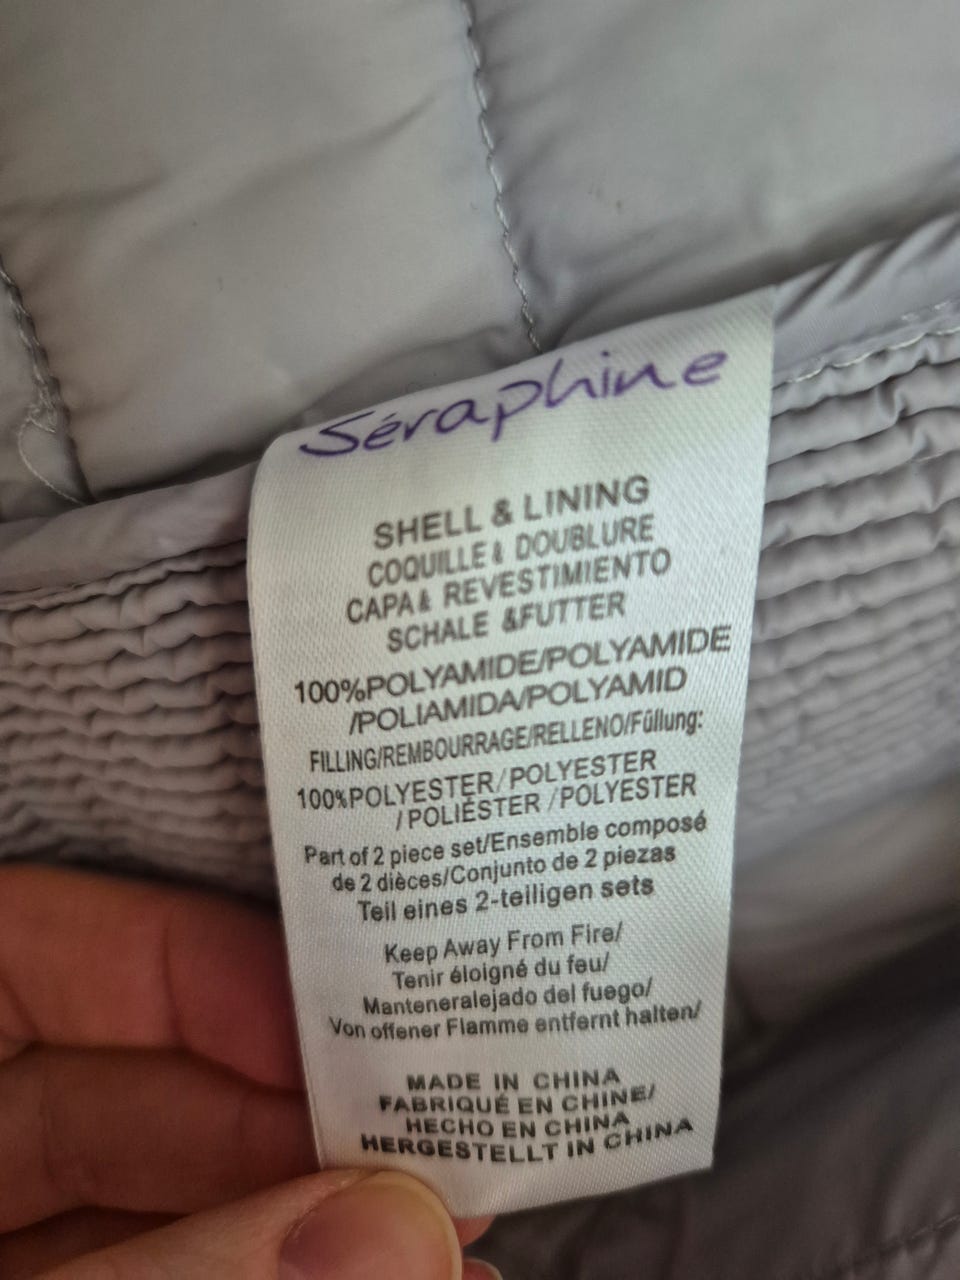 Séraphine
SHELL & LINING
COQUILLE & DOUBLURE
CAPA & REVESTIMIENTO
SCHALE &FUTTER
100%POLYAMIDE/POLYAMIDE
/POLIAMIDA/POLYAMID
FILLING/REMBOURRAGE/RELLENO/Füllung:
100%POLYESTER/POLYESTER
/POLIÉSTER /POLYESTER
Part of 2 piece set/Ensemble composé
de 2 dièces/Conjunto de 2 piezas
Teil eines 2-teiligen sets
Keep Away From Fire/
Tenir éloigné du feu/
Manteneralejado del fuego/
Von offener Flamme entfernt halten/
MADE IN CHINA
FABRIQUÉ EN CHINE/
HECHO EN CHINA
HERGESTELLT IN CHINA